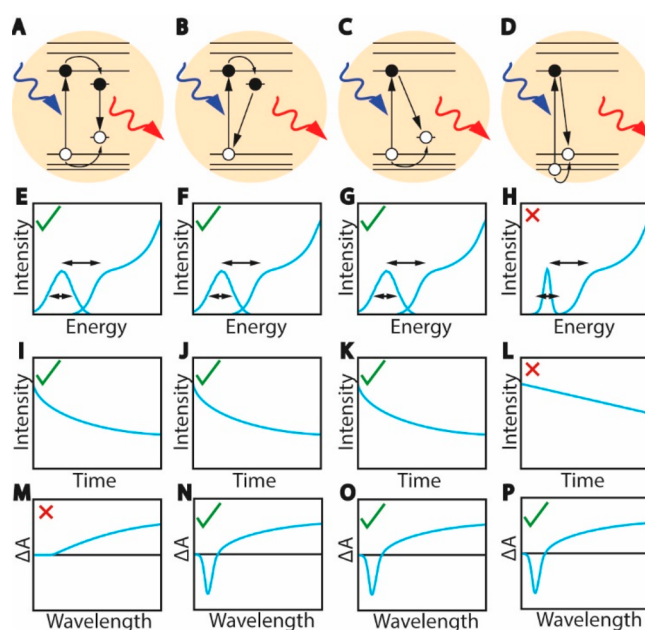 A B C D
E F G H
Intensity Intensity Intensity Intensity
Energy Energy Energy Energy
I J K L
Intensity Intensity Intensity Intensity
Time Time Time Time
M N O P
ΔA ΔA ΔA ΔA
Wavelength Wavelength Wavelength Wavelength